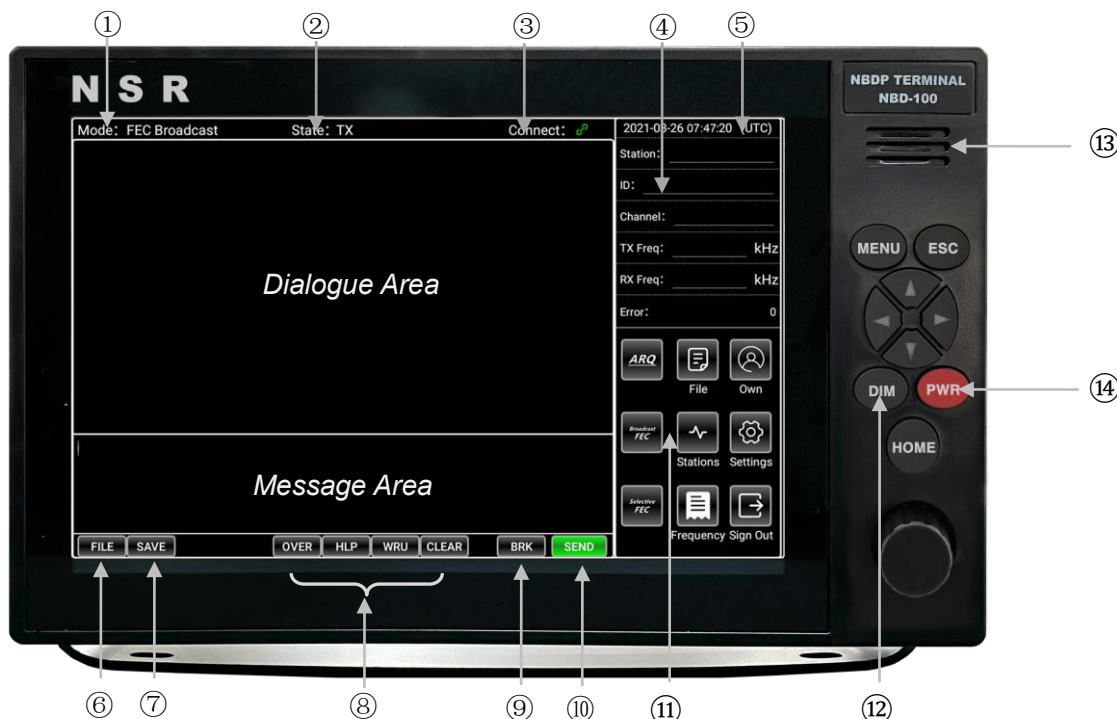 ① ② ③ ④ ⑤
NSR
NBDP TERMINAL
NBD-100
Mode: FEC Broadcast State: TX Connect:
2021-03-26 07:47:20 (UTC)
⑬
Station:
ID:
Channel:
MENU ESC
TX Freq: kHz
Dialogue Area
RX Freq: kHz
Error: 0
ARQ
File Own
DIM PWR
⑭
Broadcast
FEC
Stations Settings
HOME
Message Area
Selective
FEC
Frequency Sign Out
FILE SAVE OVER HLP WRU CLEAR BRK SEND
⑥ ⑦ ⑧ ⑨ ⑩ ⑪ ⑫